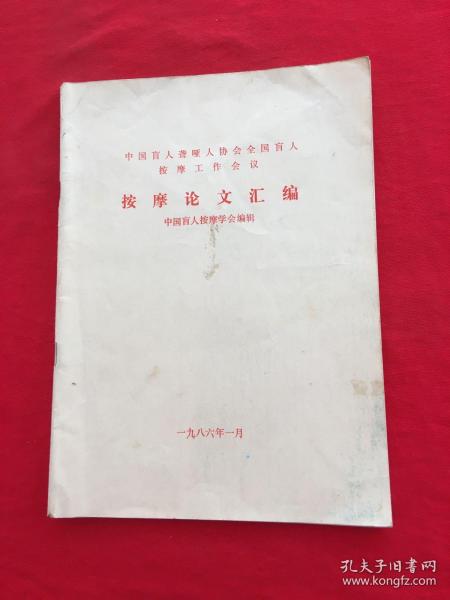 中国盲人聋哑人协会全国盲人
按摩工作会议
按摩论文汇编
中国盲人按摩学会编辑
一九八六年一月
孔夫子旧书网
www.kongfz.com